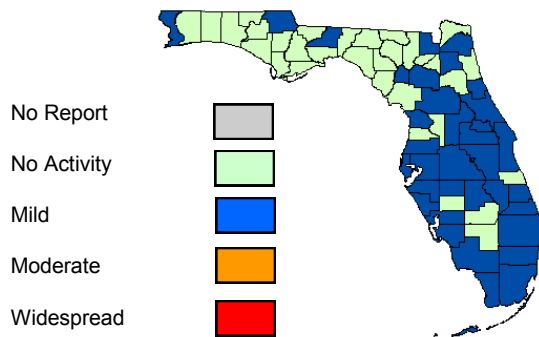 No Report
No Activity
Mild
Moderate
Widespread